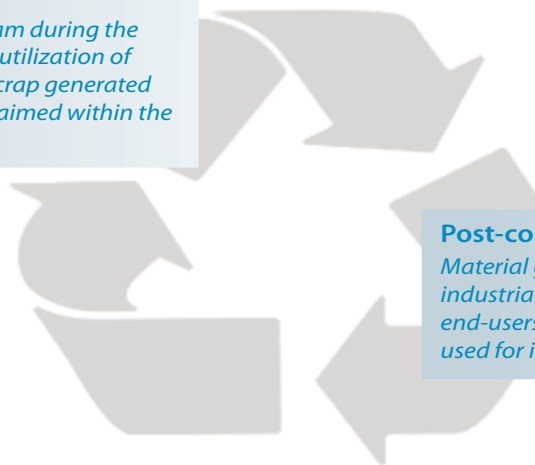 am during the
utilization of
crap generated
aimed within the
Post-co
Material
industria
end-users
used for i